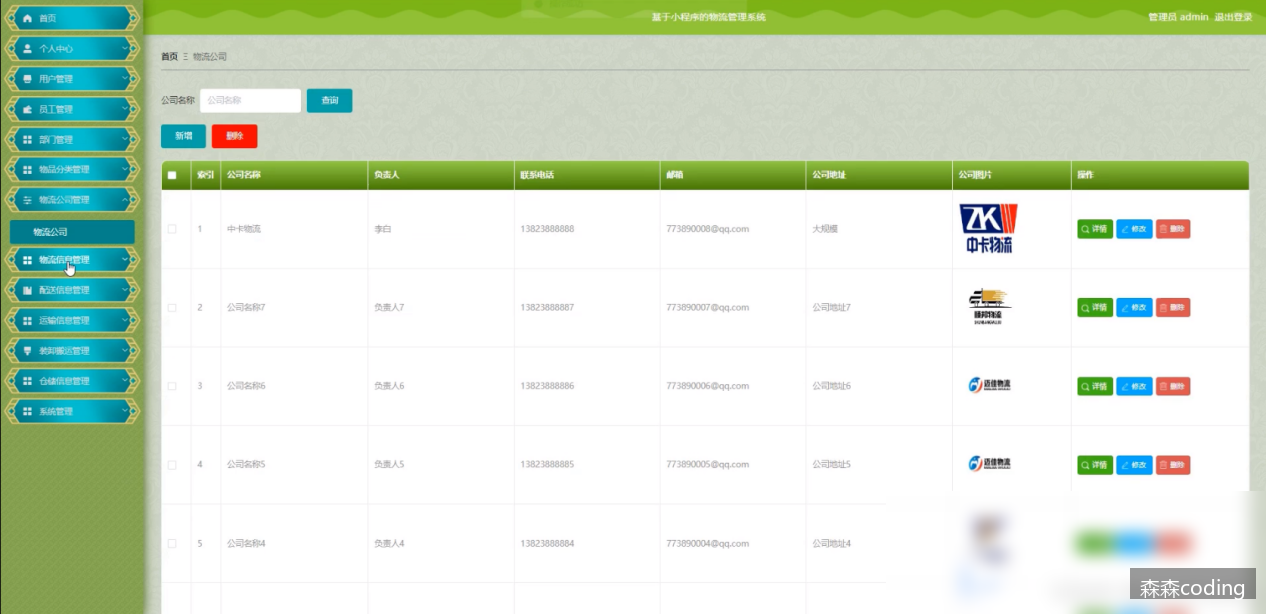 首页
个人中心
用户管理
员工管理
部门管理
物品分类管理
物流公司管理
物流公司
物流信息管理
配送信息管理
运输信息管理
装卸搬运管理
仓储信息管理
系统管理
基于小程序的物流管理系统
管理员 admin 退出登录
首页 物流公司
公司名称 公司名称 查询
新增 删除
索引 公司名称 负责人 联系电话 邮箱 公司地址 公司图片 操作
1 中卡物流 李白 13823888888 773890008@qq.com 大规模 ZK 中卡物流 详情 修改 删除
2 公司名称7 负责人7 13823888887 773890007@qq.com 公司地址7 详情 修改 删除
3 公司名称6 负责人6 13823888886 773890006@qq.com 公司地址6 迈佳物流 详情 修改 删除
4 公司名称5 负责人5 13823888885 773890005@qq.com 公司地址5 迈佳物流 详情 修改 删除
5 公司名称4 负责人4 13823888884 773890004@qq.com 公司地址4
森森coding